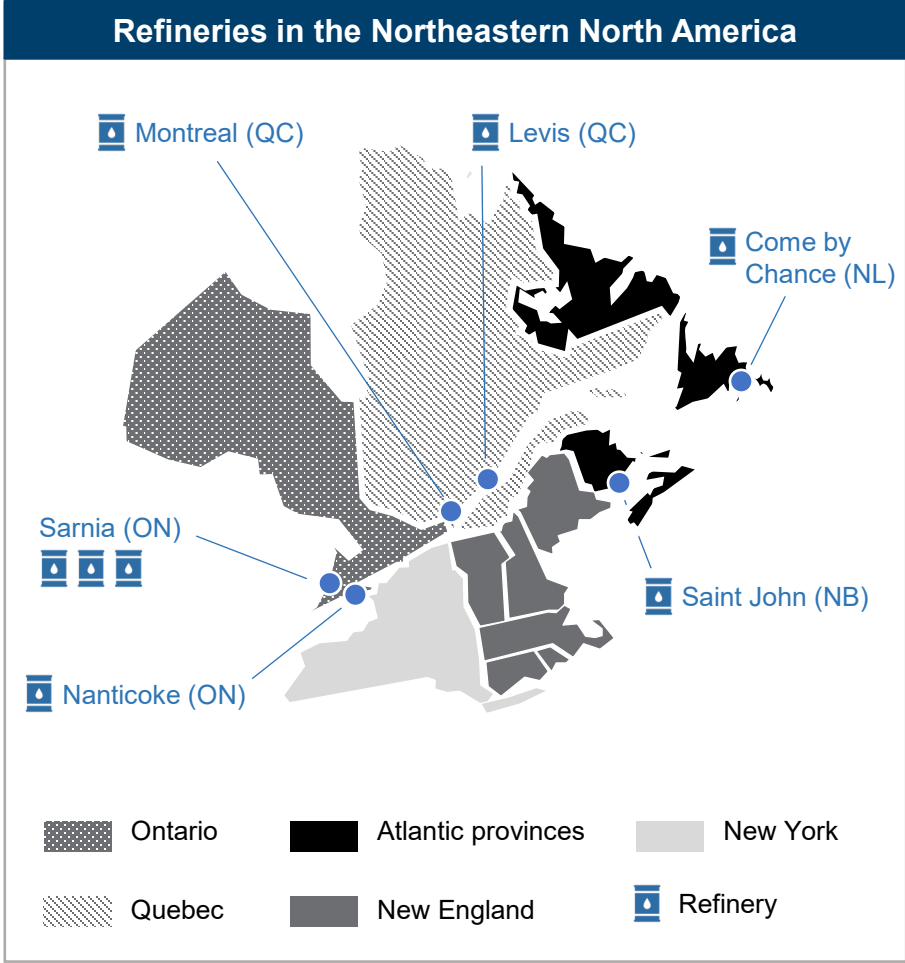 Refineries in the Northeastern North America
Montreal (QC)
Levis (QC)
Come by
Chance (NL)
Sarnia (ON)
Saint John (NB)
Nanticoke (ON)
Ontario
Atlantic provinces
New York
Quebec
New England
Refinery